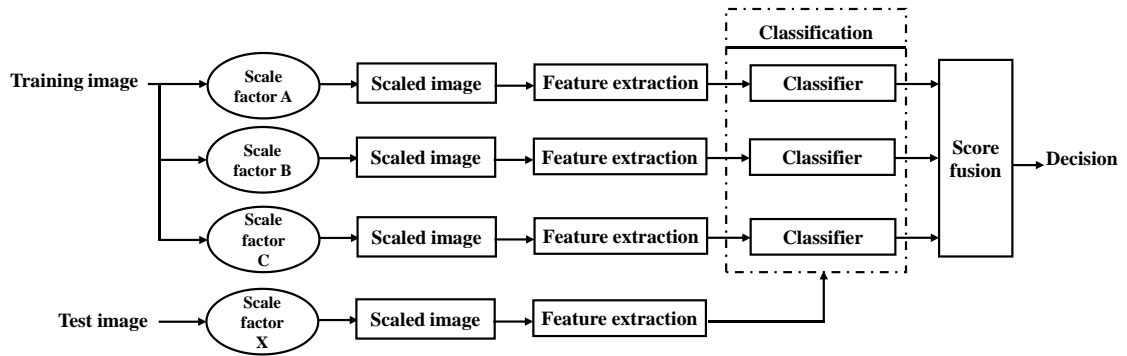 Classification
Training image
Scale
factor A
Scaled image
Feature extraction
Classifier
Scale
factor B
Scaled image
Feature extraction
Classifier
Score
fusion
Decision
Scale
factor
C
Scaled image
Feature extraction
Classifier
Test image
Scale
factor
X
Scaled image
Feature extraction